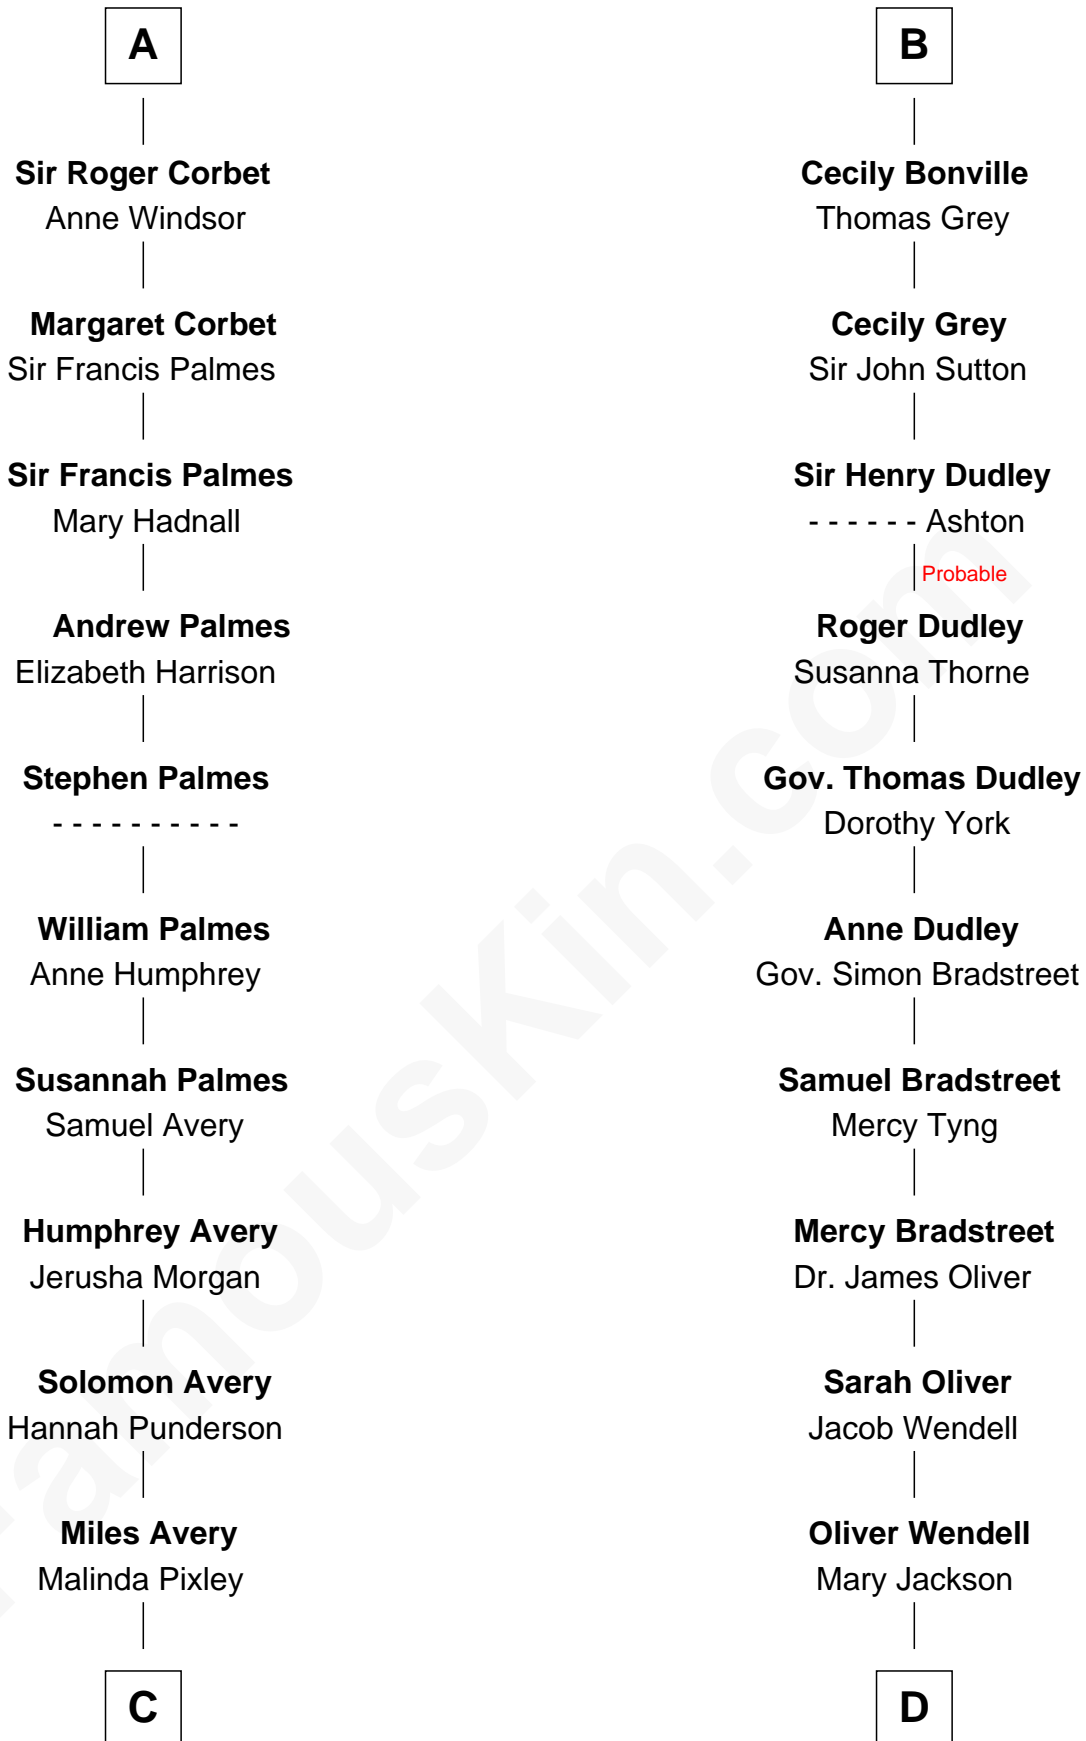 A
Sir Roger Corbet
Anne Windsor
Margaret Corbet
Sir Francis Palmes
Sir Francis Palmes
Mary Hadnall
Andrew Palmes
Elizabeth Harrison
Stephen Palmes
- - - - - - - - - -
William Palmes
Anne Humphrey
Susannah Palmes
Samuel Avery
Humphrey Avery
Jerusha Morgan
Solomon Avery
Hannah Punderson
Miles Avery
Malinda Pixley
C
B
Cecily Bonville
Thomas Grey
Cecily Grey
Sir John Sutton
Sir Henry Dudley
- - - - - - Ashton
Probable
Roger Dudley
Susanna Thorne
Gov. Thomas Dudley
Dorothy York
Anne Dudley
Gov. Simon Bradstreet
Samuel Bradstreet
Mercy Tyng
Mercy Bradstreet
Dr. James Oliver
Sarah Oliver
Jacob Wendell
Oliver Wendell
Mary Jackson
D
FamousKin.com